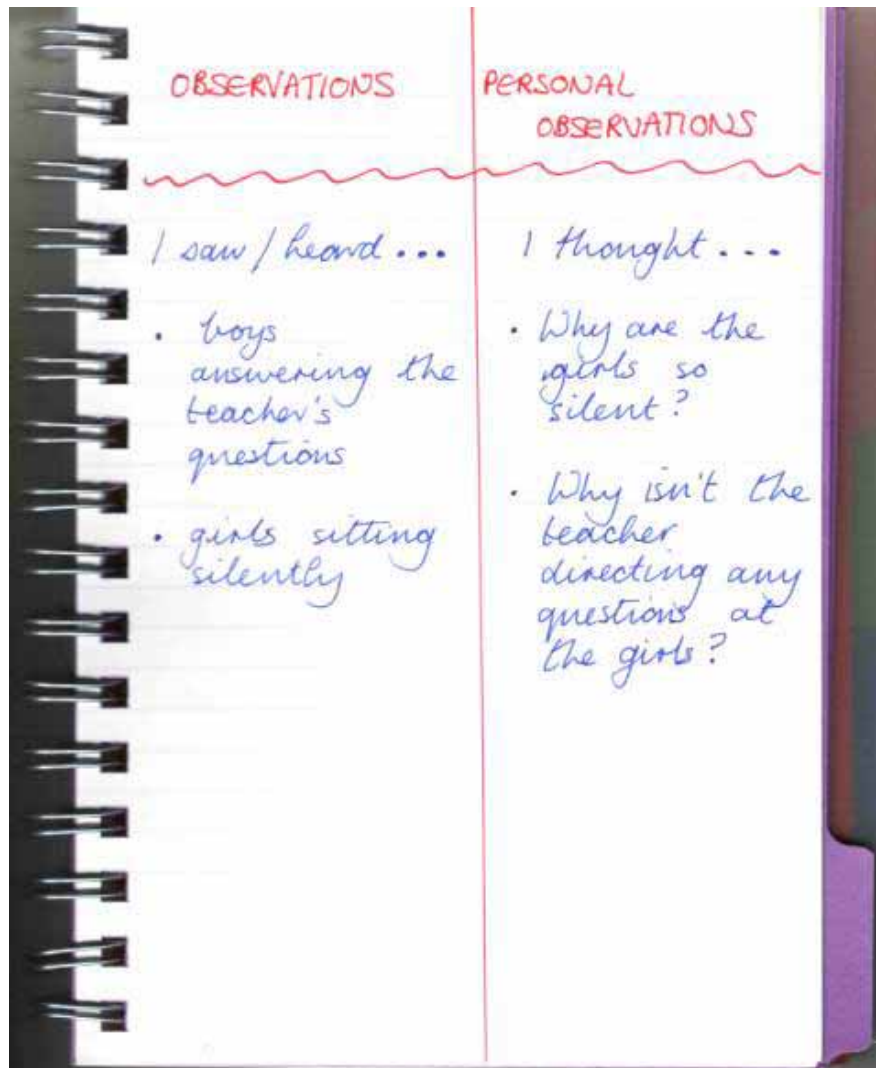 OBSERVATIONS
PERSONAL
OBSERVATIONS
I saw / heard ...
• boys
answering the
teacher's
questions
• girls sitting
silently
I thought ...
• Why are the
girls so
silent?
• Why isn't the
teacher
directing any
questions at
the girls?